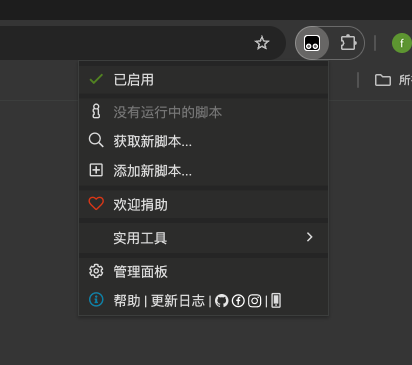 f
所
已启用
没有运行中的脚本
获取新脚本...
添加新脚本...
欢迎捐助
实用工具
管理面板
帮助 | 更新日志 | |